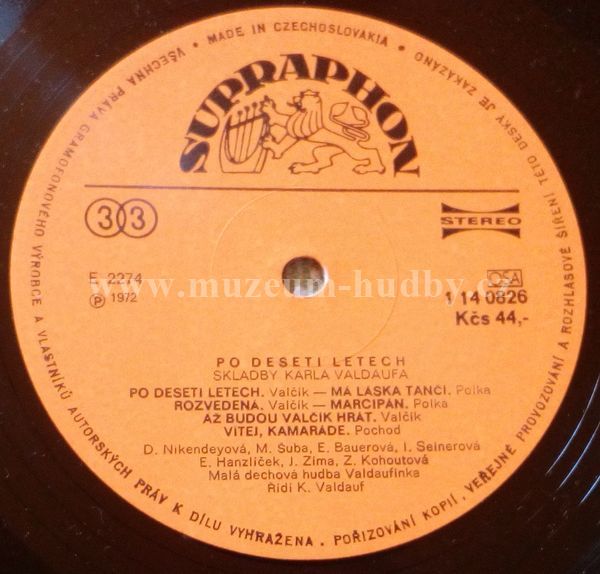 VŠECHNA PRÁVA GRAMOFONOVÉHO VÝROBCE A VLASTNÍKŮ AUTORSKÝCH PRÁV K DÍLU VYHRAŽENA . POŘIZOVÁNÍ KOPIÍ, VEŘEJNÉ PROVOZOVÁNÍ A ROZHLASOVÉ ŠÍŘENÍ TÉTO DESKY JE ZAKÁZÁNO • MADE IN CZECHOSLOVAKIA •
SUPRAPHON
33
STEREO
E 2274
OSA
℗ 1972
www.muzeum-hudby.cz
1 14 0826
Kčs 44,-
PO DESETI LETECH
SKLADBY KARLA VALDAUFA
PO DESETI LETECH. Valčík — MÁ LÁSKA TANČÍ. Polka
ROZVEDENÁ. Valčík — MARCIPÁN. Polka
AŽ BUDOU VALČÍK HRÁT. Valčík
VÍTEJ, KAMARÁDE. Pochod
D. Nikendeyová, M. Šuba, E. Bauerová, I. Seinerová
E. Hanzlíček, J. Zíma, Z. Kohoutová
Malá dechová hudba Valdaufinka
Řídí K. Valdauf